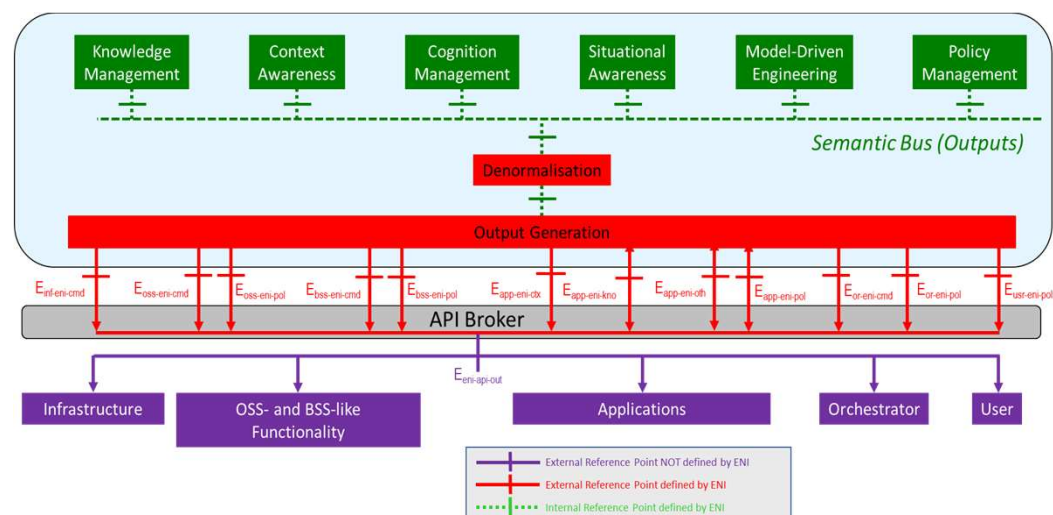 Knowledge
Management
Context
Awareness
Cognition
Management
Situational
Awareness
Model-Driven
Engineering
Policy
Management
Semantic Bus (Outputs)
Denormalisation
Output Generation
Einf-eni-cmd
Eoss-eni-cmd
Eoss-eni-pol
Ebss-eni-cmd
Ebss-eni-pol
Eapp-eni-ctx
Eapp-eni-kno
Eapp-eni-oth
Eapp-eni-pol
Eor-eni-cmd
Eor-eni-pol
Eusr-eni-pol
API Broker
Eeni-api-out
Infrastructure
OSS- and BSS-like
Functionality
Applications
Orchestrator
User
External Reference Point NOT defined by ENI
External Reference Point defined by ENI
Internal Reference Point defined by ENI